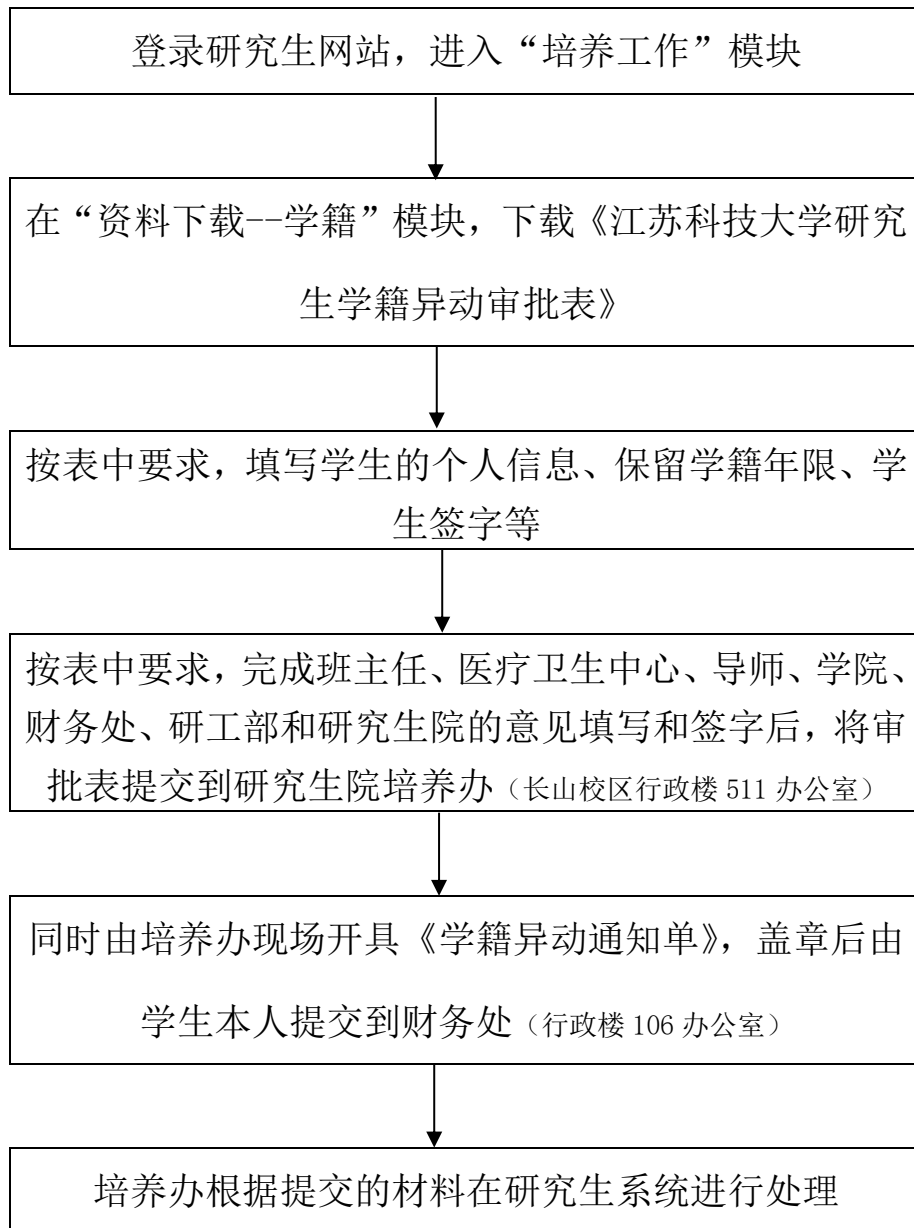 登录研究生网站，进入“培养工作”模块
在“资料下载--学籍”模块，下载《江苏科技大学研究
生学籍异动审批表》
按表中要求，填写学生的个人信息、保留学籍年限、学
生签字等
按表中要求，完成班主任、医疗卫生中心、导师、学院、
财务处、研工部和研究生院的意见填写和签字后，将审
批表提交到研究生院培养办（长山校区行政楼 511 办公室）
同时由培养办现场开具《学籍异动通知单》，盖章后由
学生本人提交到财务处（行政楼 106 办公室）
培养办根据提交的材料在研究生系统进行处理